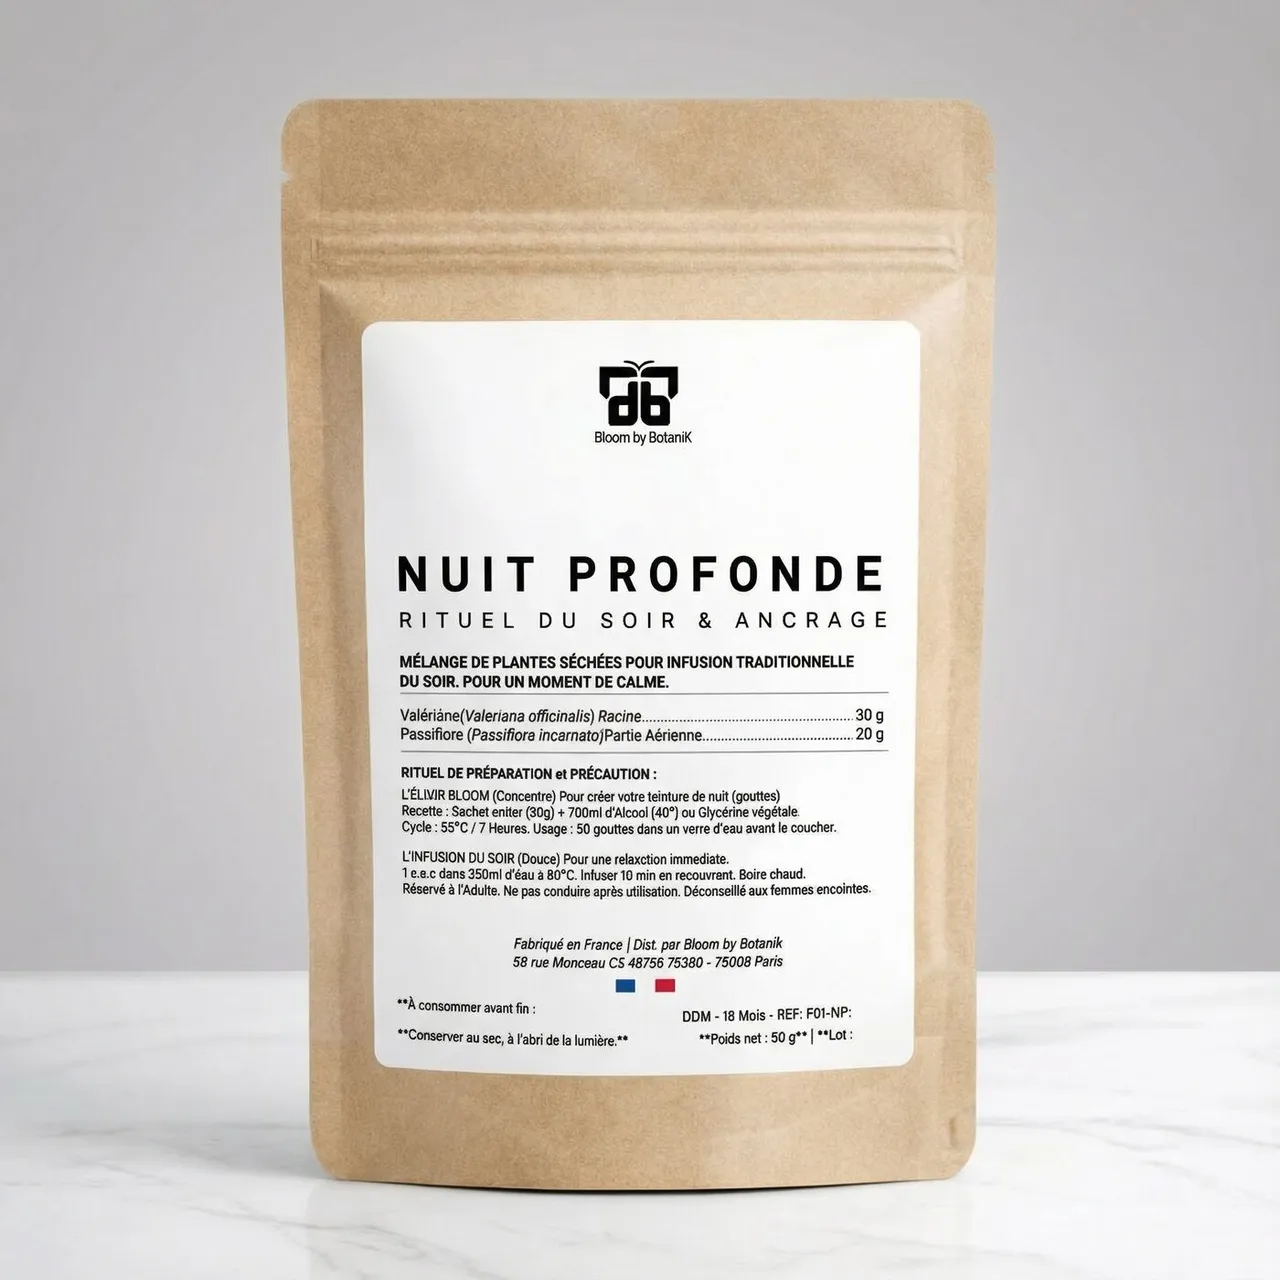 db
Bloom by BotaniK
NUIT PROFONDE
RITUEL DU SOIR & ANCRAGE
MÉLANGE DE PLANTES SÉCHÉES POUR INFUSION TRADITIONNELLE
DU SOIR. POUR UN MOMENT DE CALME.
Valériàne(Valeriana officinalis) Racine.................................................... 30 g
Passiflore (Passiflora incarnato)Partie Aérienne..................................... 20 g
RITUEL DE PRÉPARATION et PRÉCAUTION :
L'ÉLIVIR BLOOM (Concentre) Pour créer votre teinture de nuit (gouttes)
Recette : Sachet eniter (30g) + 700ml d'Alcool (40°) ou Glycérine végétale.
Cycle : 55°C / 7 Heures. Usage : 50 gouttes dans un verre d'eau avant le coucher.
L'INFUSION DU SOIR (Douce) Pour une relaxction immediate.
1 e.e.c dans 350ml d'éau à 80°C. Infuser 10 min en recouvrant. Boire chaud.
Réservé à l'Adulte. Ne pas conduire après utilisation. Déconseillé aux femmes encointes.
Fabriqué en France | Dist. par Bloom by Botanik
58 rue Monceau CS 48756 75380 - 75008 Paris
**À consommer avant fin :
DDM - 18 Mois - REF: F01-NP:
**Conserver au sec, à l'abri de la lumière.**
**Poids net : 50 g** | **Lot :